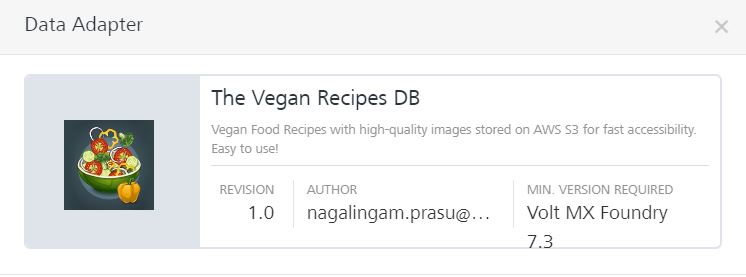 Data Adapter
The Vegan Recipes DB
Vegan Food Recipes with high-quality images stored on AWS S3 for fast accessibility.
Easy to use!
REVISION
1.0
AUTHOR
nagalingam.prasu@...
MIN. VERSION REQUIRED
Volt MX Foundry
7.3